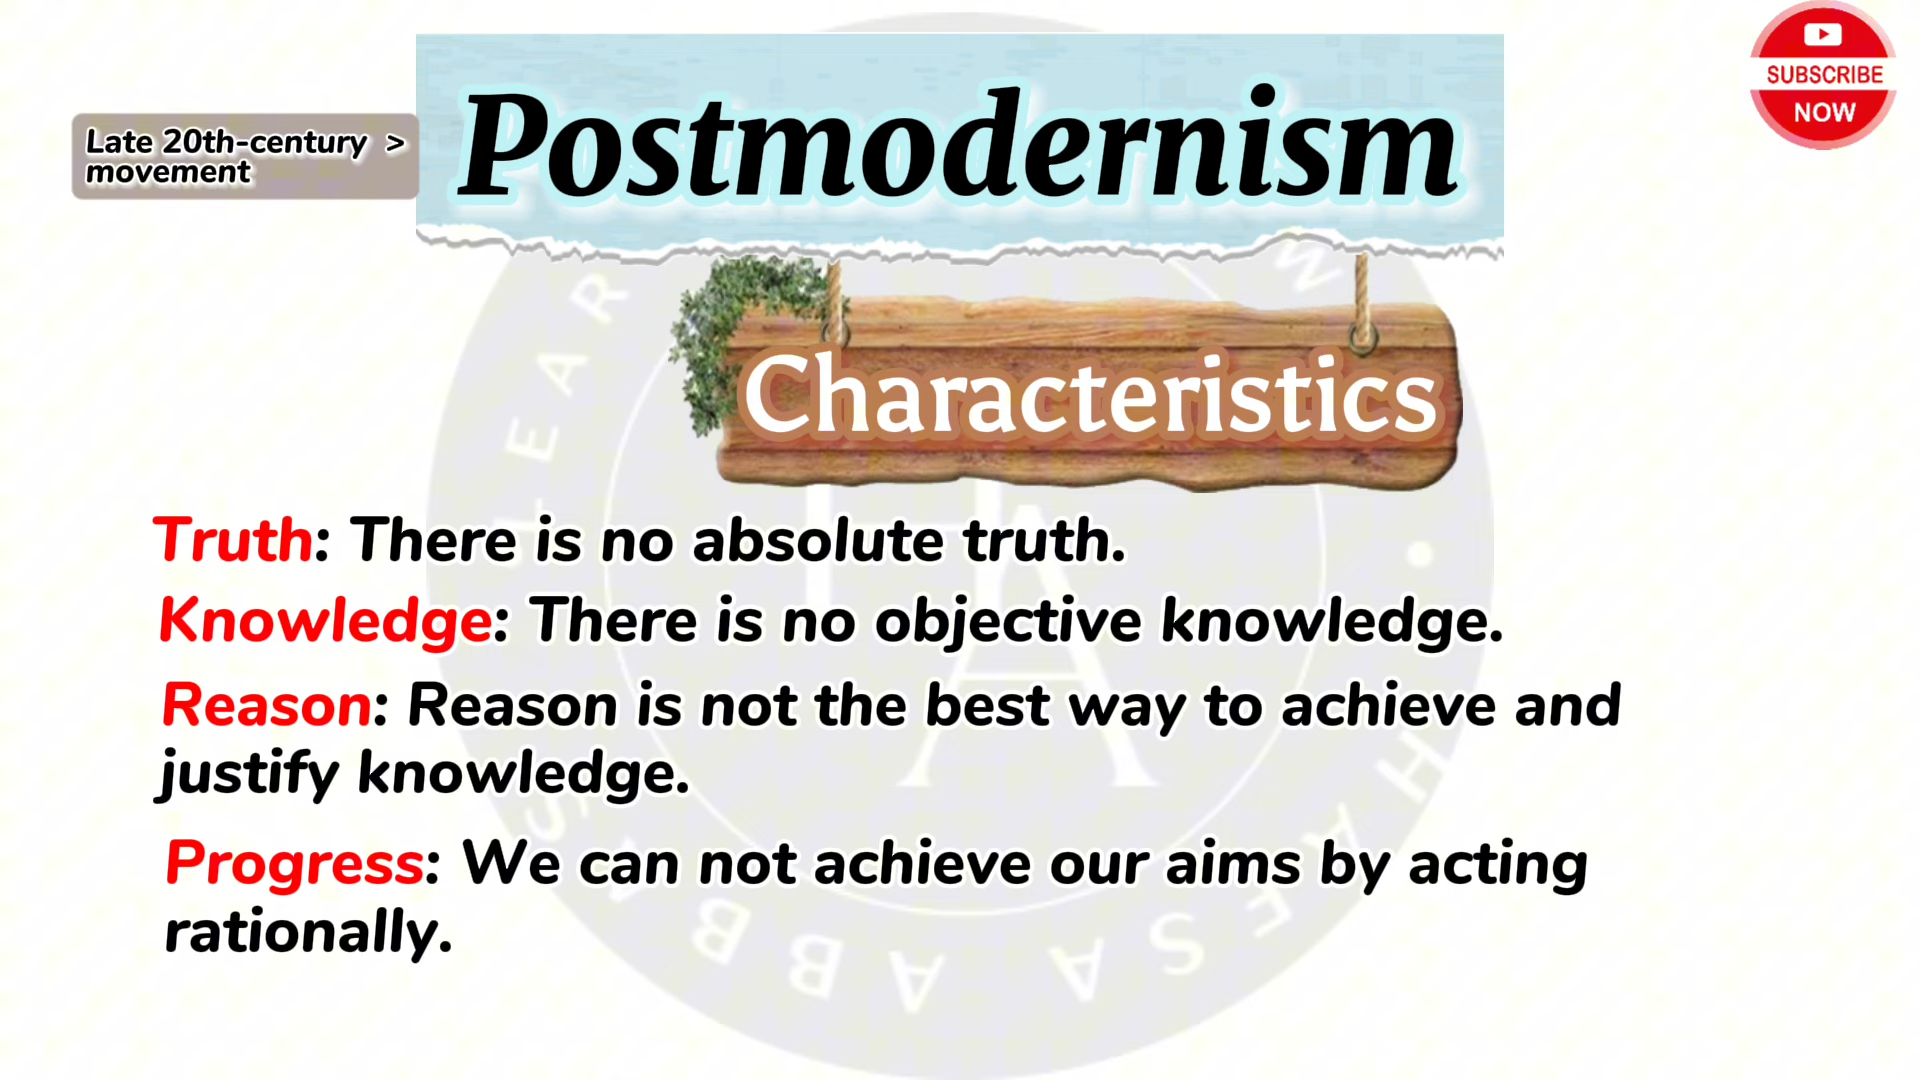 Late 20th-century >
movement
Postmodernism
SUBSCRIBE
NOW
Characteristics
Truth: There is no absolute truth.
Knowledge: There is no objective knowledge.
Reason: Reason is not the best way to achieve and
justify knowledge.
Progress: We can not achieve our aims by acting
rationally.